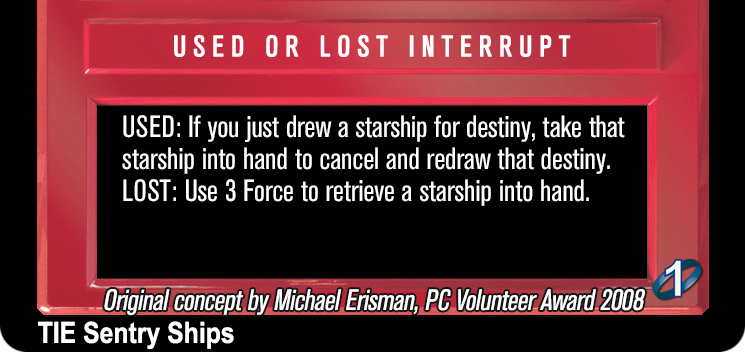 USED OR LOST INTERRUPT
USED: If you just drew a starship for destiny, take that
starship into hand to cancel and redraw that destiny.
LOST: Use 3 Force to retrieve a starship into hand.
Original concept by Michael Erisman, PC Volunteer Award 2008
1
TIE Sentry Ships